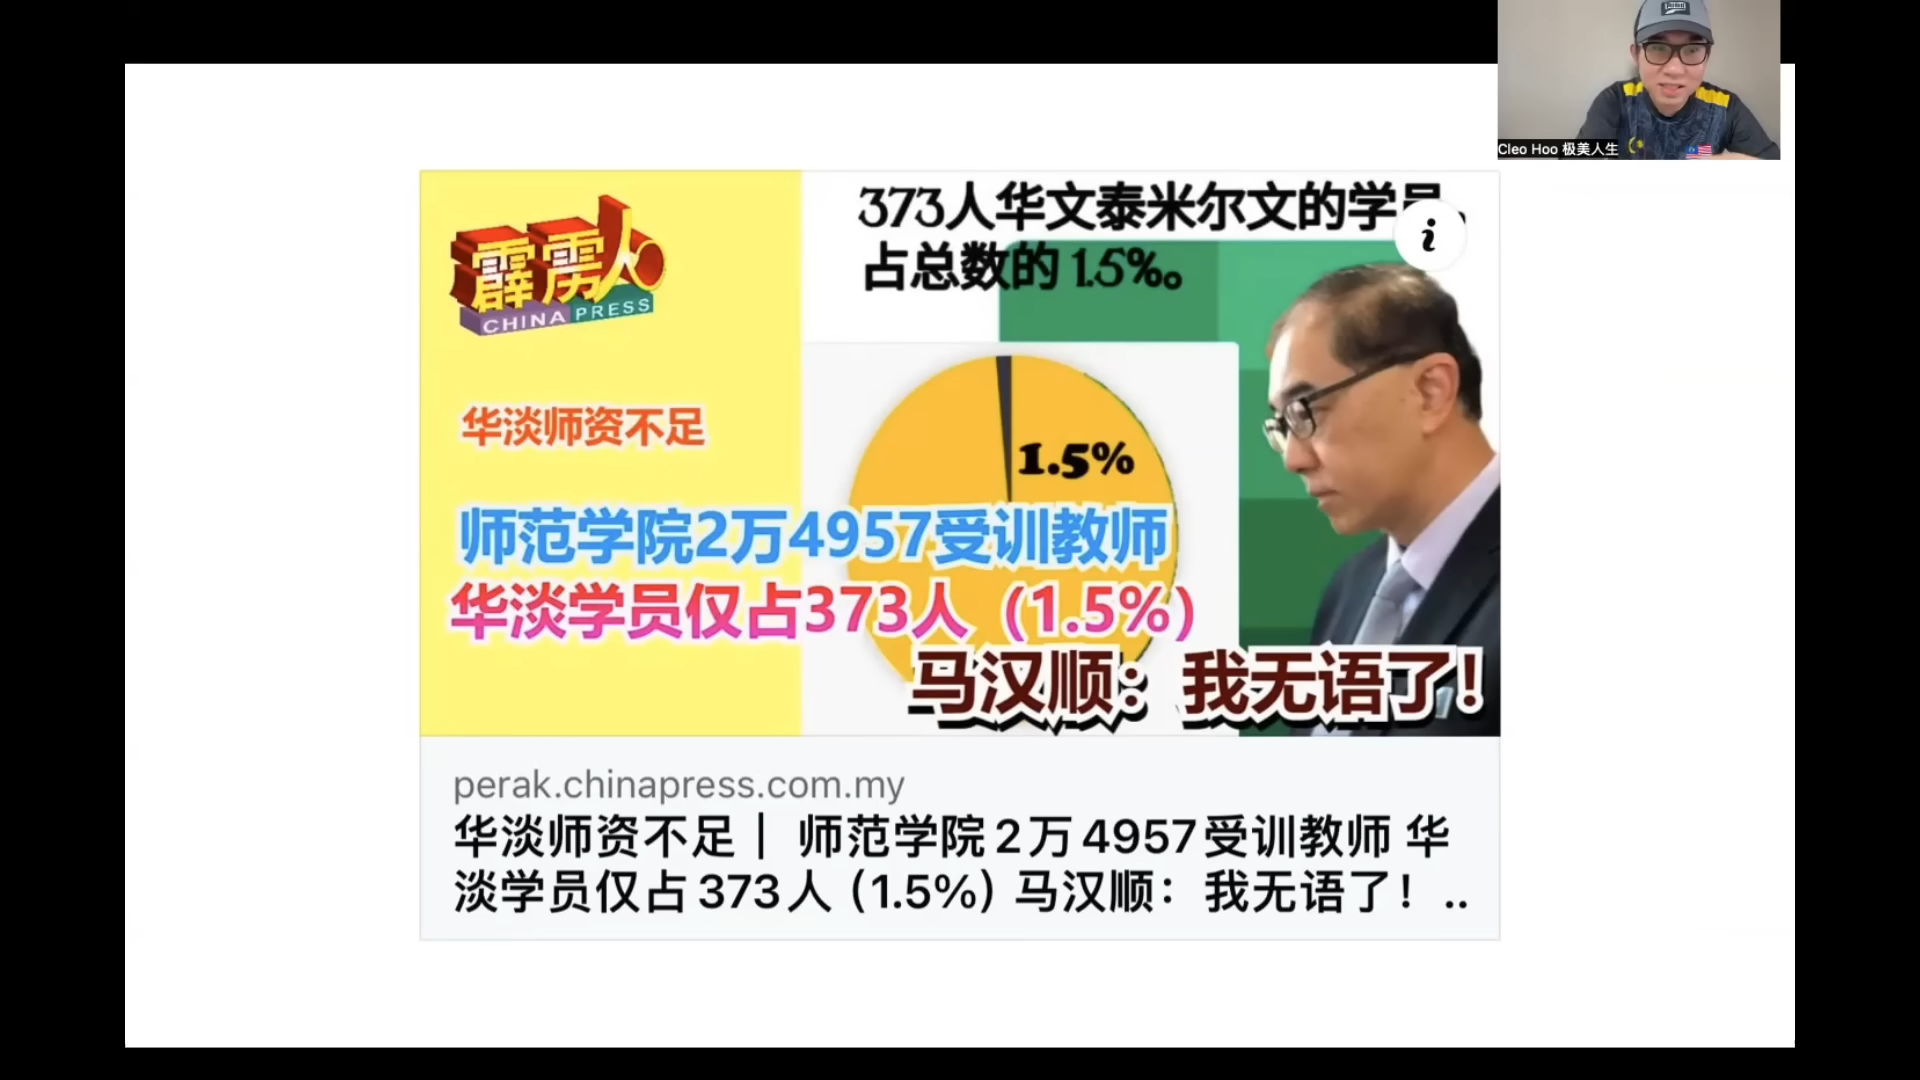 Cleo Hoo 极美人生
霹雳人
CHINA PRESS
373人华文泰米尔文的学员，
占总数的1.5%。
华淡师资不足
1.5%
师范学院2万4957受训教师
华淡学员仅占373人（1.5%）
马汉顺：我无语了！
perak.chinapress.com.my
华淡师资不足｜ 师范学院2万4957受训教师 华
淡学员仅占373人（1.5%）马汉顺：我无语了！..